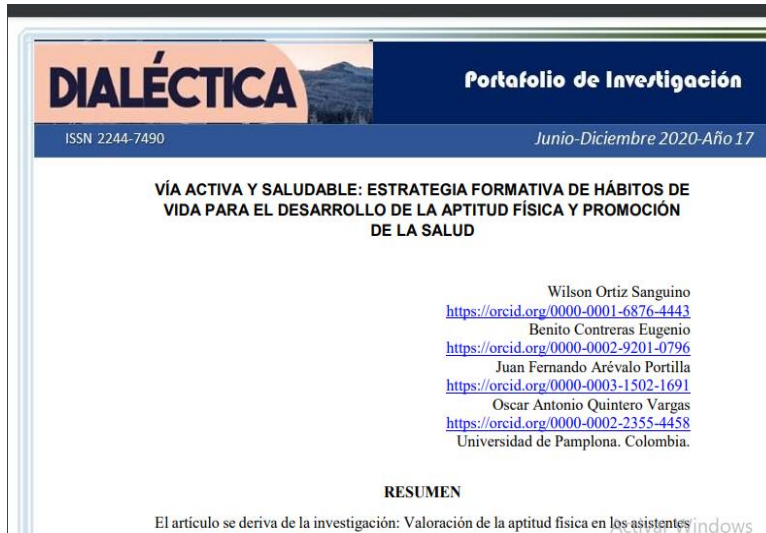 DIALÉCTICA
Portafolio de Investigación
ISSN 2244-7490
Junio-Diciembre 2020-Año 17
VÍA ACTIVA Y SALUDABLE: ESTRATEGIA FORMATIVA DE HÁBITOS DE
VIDA PARA EL DESARROLLO DE LA APTITUD FÍSICA Y PROMOCIÓN
DE LA SALUD
Wilson Ortiz Sanguino
https://orcid.org/0000-0001-6876-4443
Benito Contreras Eugenio
https://orcid.org/0000-0002-9201-0796
Juan Fernando Arévalo Portilla
https://orcid.org/0000-0003-1502-1691
Oscar Antonio Quintero Vargas
https://orcid.org/0000-0002-2355-4458
Universidad de Pamplona. Colombia.
RESUMEN
El artículo se deriva de la investigación: Valoración de la aptitud física en los asistentes
Activar Windows